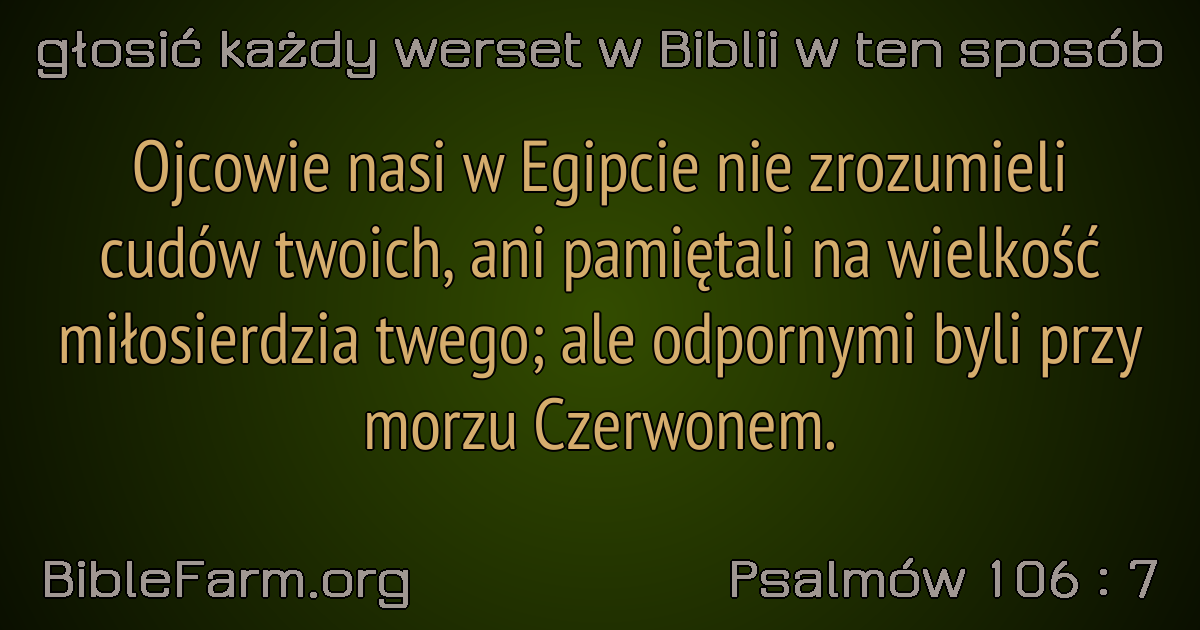 głosić każdy werset w Biblii w ten sposób
Ojcowie nasi w Egipcie nie zrozumieli
cudów twoich, ani pamiętali na wielkość
miłosierdzia twego; ale odpornymi byli przy
morzu Czerwonem.
BibleFarm.org
Psalmów 106 : 7